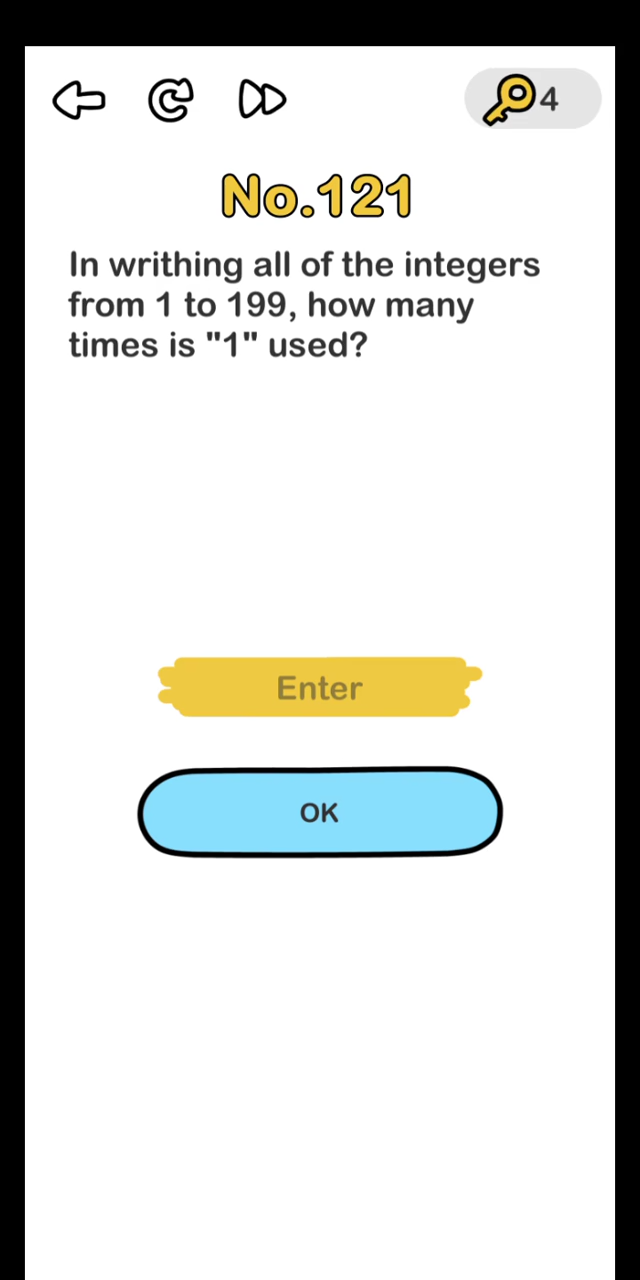 4
No.121
In writhing all of the integers
from 1 to 199, how many
times is "1" used?
Enter
OK